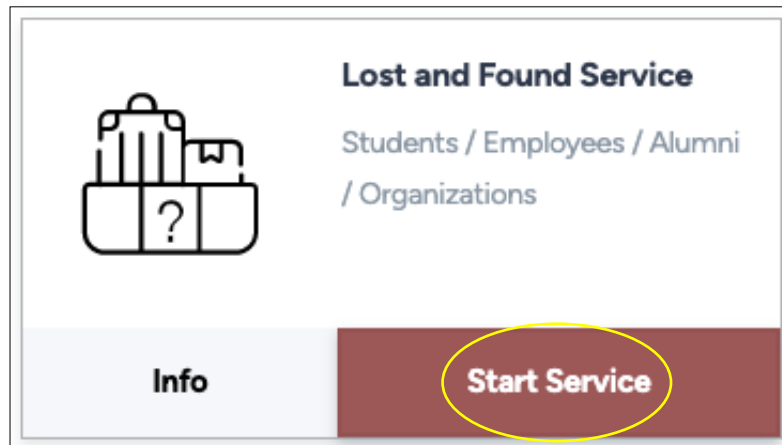 Lost and Found Service
Students / Employees / Alumni
/ Organizations
?
Info
Start Service